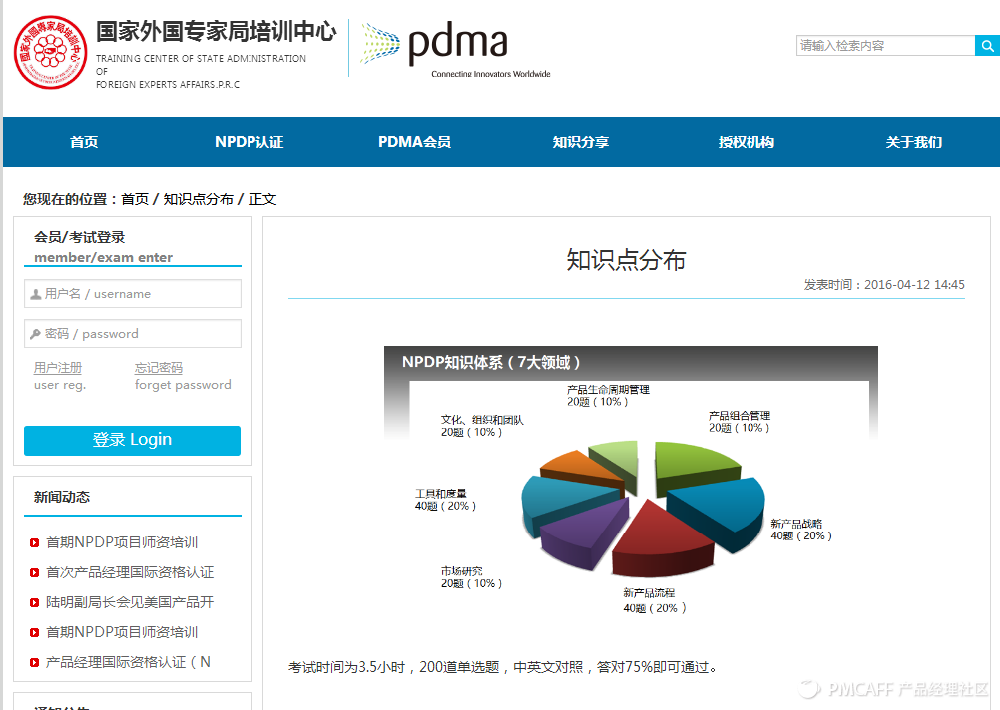 国家外国专家局培训中心
TRAINING CENTER OF STATE ADMINISTRATION
OF
FOREIGN EXPERTS AFFAIRS.P.R.C
pdma
Connecting Innovators Worldwide
请输入检索内容
首页 NPDP认证 PDMA会员 知识分享 授权机构 关于我们
您现在的位置：首页 / 知识点分布 / 正文
会员/考试登录
member/exam enter
用户名 / username
密码 / password
用户注册 忘记密码
user reg. forget password
登录 Login
新闻动态
首期NPDP项目师资培训
首次产品经理国际资格认证
陆明副局长会见美国产品开
首期NPDP项目师资培训
产品经理国际资格认证（N
知识点分布
发表时间：2016-04-12 14:45
NPDP知识体系（7大领域）
产品生命周期管理
20题（10%）
产品组合管理
20题（10%）
文化、组织和团队
20题（10%）
工具和度量
40题（20%）
新产品战略
40题（20%）
市场研究
20题（10%）
新产品流程
40题（20%）
考试时间为3.5小时，200道单选题，中英文对照，答对75%即可通过。
PMCAFF 产品经理社区